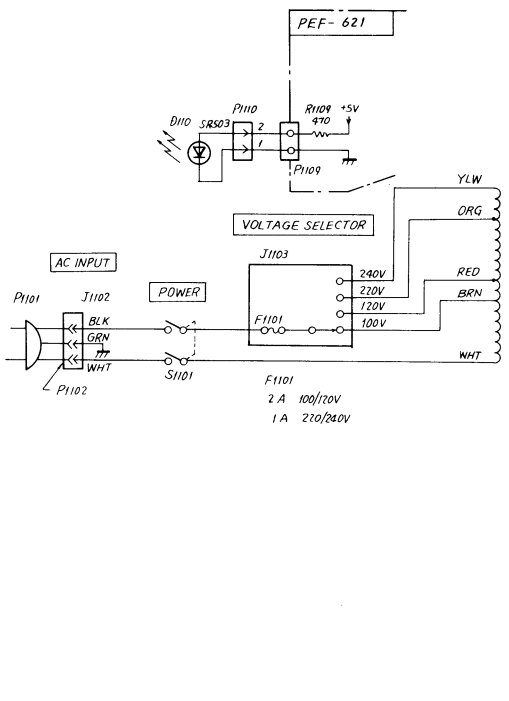 PEF-621
P1110
R1109
470
+5V
D110
SR503
2
1
P1109
YLW
VOLTAGE SELECTOR
ORG
J1103
AC INPUT
240V
RED
220V
P1101
J1102
POWER
120V
BRN
F1101
100V
BLK
GRN
WHT
WHT
S1101
P1102
F1101
2A 100/120V
1A 220/240V